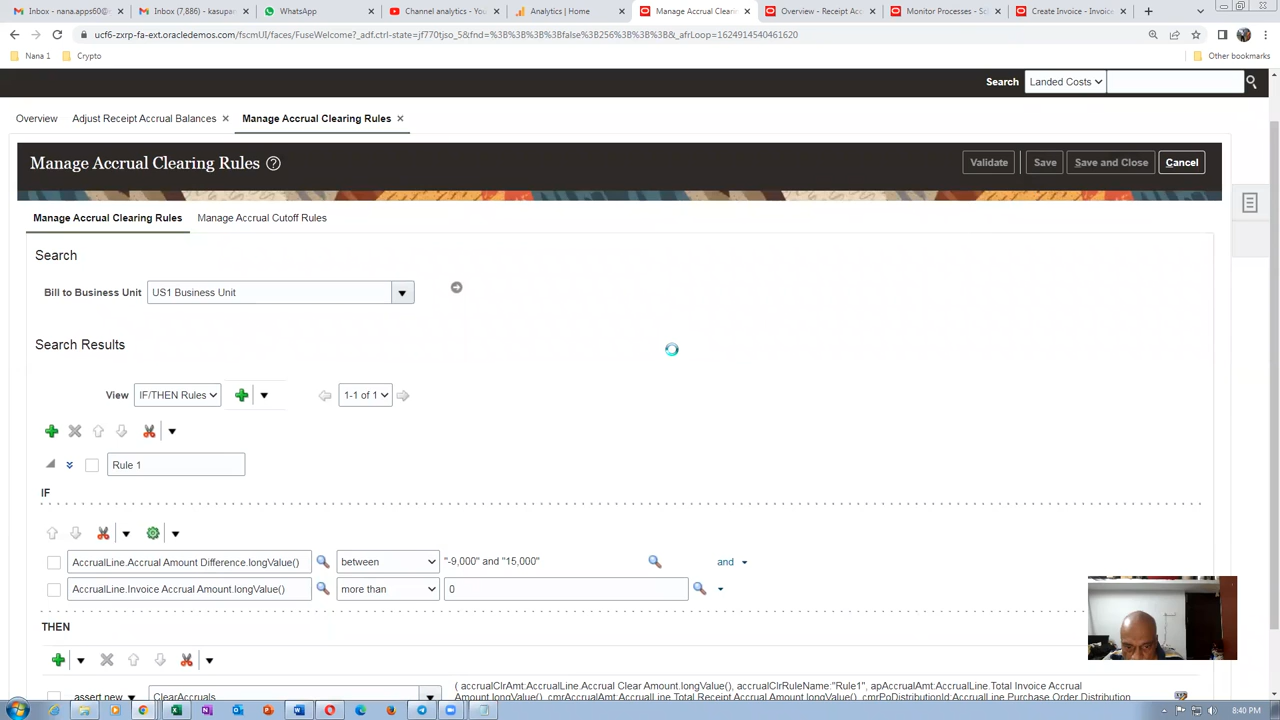 Inbox - nana.apps60@g
Inbox (7,886) - kasupar
WhatsApp
Channel analytics - You
Analytics | Home
Manage Accrual Clearin
Overview - Receipt Acc
Monitor Processes - Sc
Create Invoice - Invoice
ucf6-zxrp-fa-ext.oracledemos.com/fscmUI/faces/FuseWelcome?_adf.ctrl-state=jf770tjso_5&fnd=%3B%3B%3B%3Bfalse%3B256%3B%3B%3B&_afrLoop=1624914540461620
Nana 1
Crypto
Other bookmarks
Search
Landed Costs
Overview
Adjust Receipt Accrual Balances
Manage Accrual Clearing Rules
Manage Accrual Clearing Rules
Validate
Save
Save and Close
Cancel
Manage Accrual Clearing Rules
Manage Accrual Cutoff Rules
Search
Bill to Business Unit
US1 Business Unit
Search Results
View
IF/THEN Rules
1-1 of 1
Rule 1
IF
AccrualLine.Accrual Amount Difference.longValue()
between
"-9,000" and "15,000"
and
AccrualLine.Invoice Accrual Amount.longValue()
more than
0
THEN
assert new
ClearAccruals
( accrualClrAmt:AccrualLine.Accrual Clear Amount.longValue(), accrualClrRuleName:"Rule1", apAccrualAmt:AccrualLine.Total Invoice Accrual
Amount.longValue(), cmrAccrualAmt:AccrualLine.Total Receipt Accrual Amount.longValue(), cmrPoDistributionId:AccrualLine.Purchase Order Distribution
8:40 PM